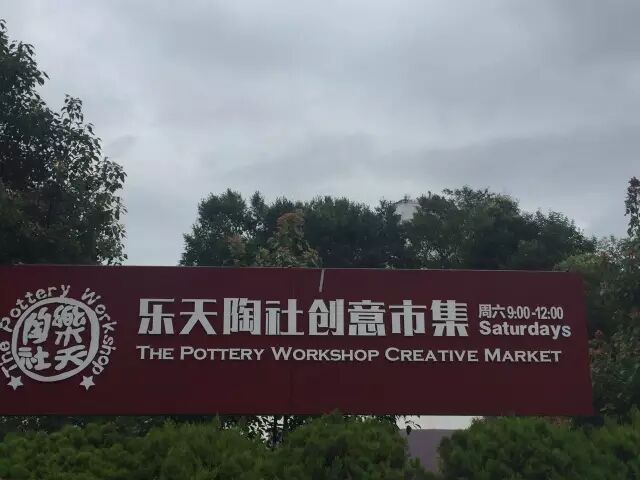 The Pottery Workshop
樂天陶社
乐天陶社创意市集
周六 9:00-12:00
Saturdays
THE POTTERY WORKSHOP CREATIVE MARKET